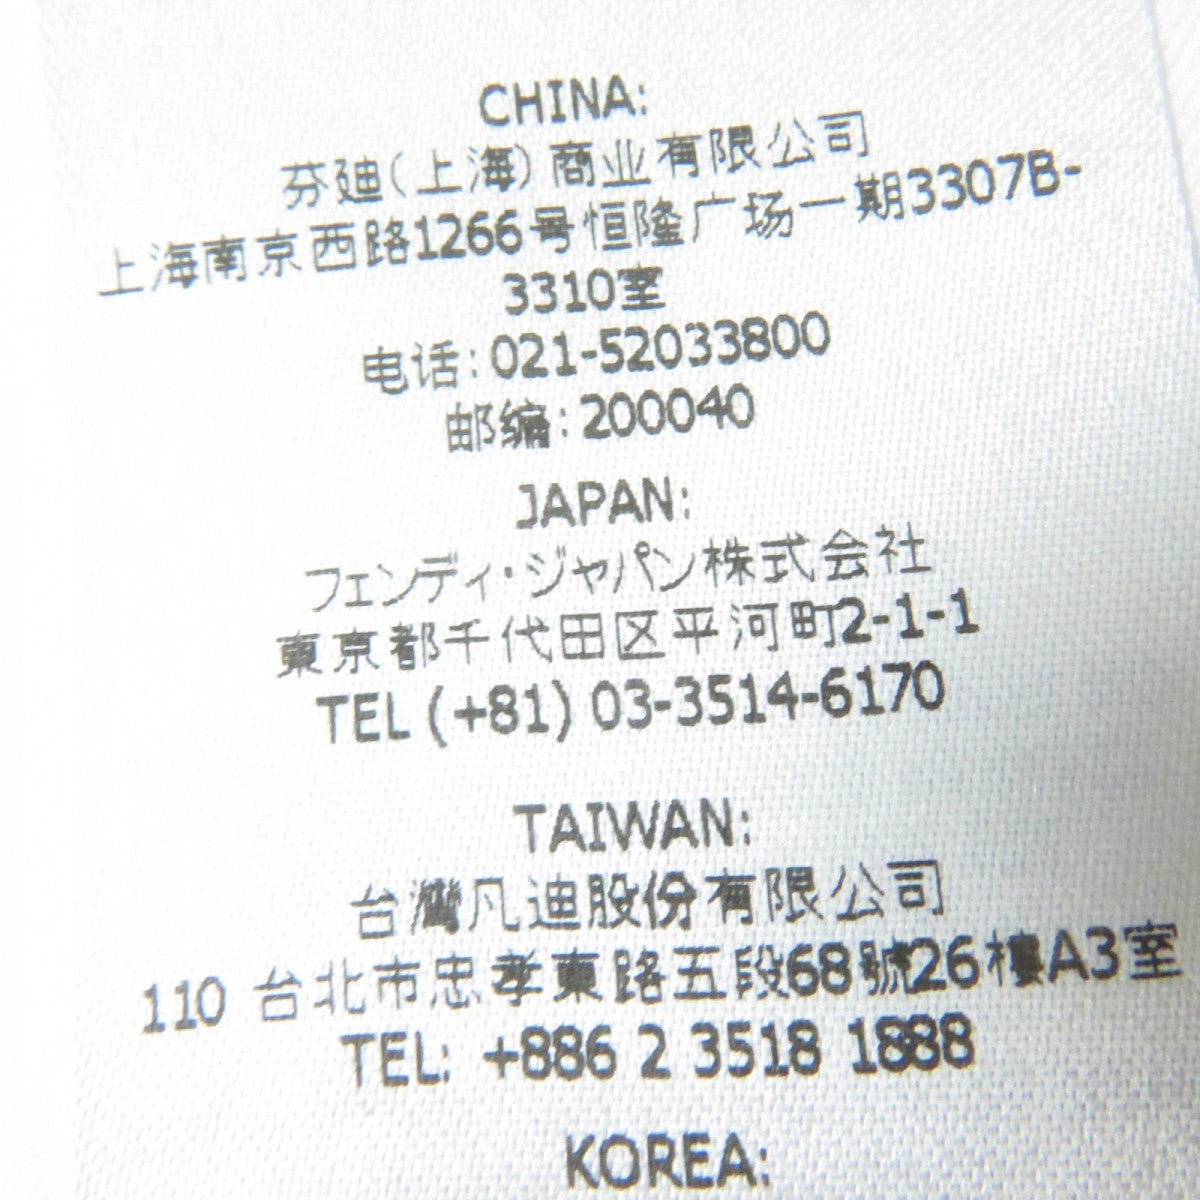 CHINA:
芬迪(上海)商业有限公司
上海南京西路1266号恒隆广场一期3307B-
3310室
电话:021-52033800
邮编:200040
JAPAN:
フェンディ・ジャパン株式会社
東京都千代田区平河町2-1-1
TEL (+81) 03-3514-6170
TAIWAN:
台灣凡迪股份有限公司
110 台北市忠孝東路五段68號26樓A3室
TEL: +886 2 3518 1888
KOREA: